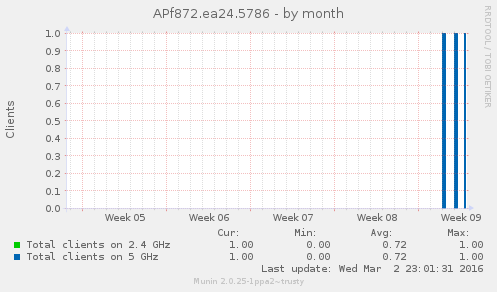 APf872.ea24.5786 - by month
RRDTOOL / TOBI OETIKER
Clients
1.0
0.9
0.8
0.7
0.6
0.5
0.4
0.3
0.2
0.1
0.0
Week 05 Week 06 Week 07 Week 08 Week 09
Cur: Min: Avg: Max:
Total clients on 2.4 GHz 1.00 0.00 0.72 1.00
Total clients on 5 GHz 1.00 0.00 0.72 1.00
Last update: Wed Mar 2 23:01:31 2016
Munin 2.0.25-1ppa2~trusty